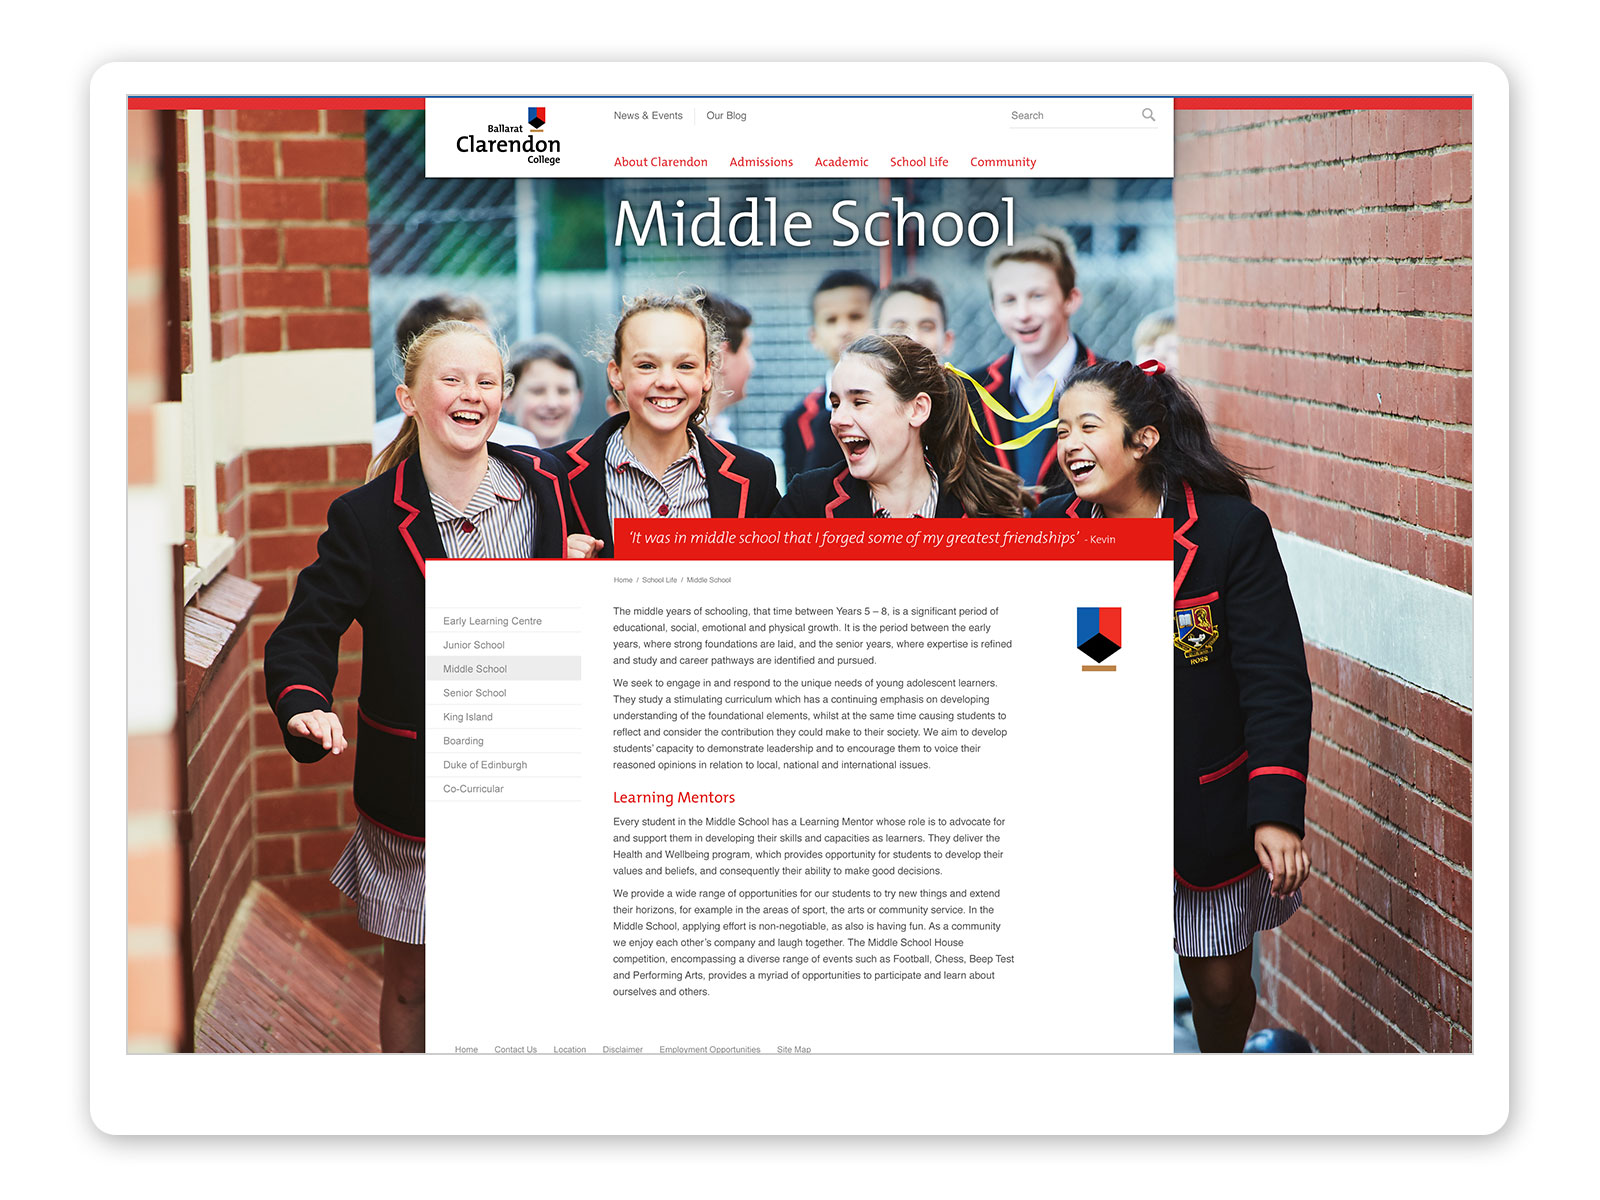 Ballarat
Clarendon
College
News & Events
Our Blog
Search
About Clarendon
Admissions
Academic
School Life
Community
Middle School
‘It was in middle school that I forged some of my greatest friendships’ - Kevin
Home / School Life / Middle School
Early Learning Centre
Junior School
Middle School
Senior School
King Island
Boarding
Duke of Edinburgh
Co-Curricular
The middle years of schooling, that time between Years 5 – 8, is a significant period of
educational, social, emotional and physical growth. It is the period between the early
years, where strong foundations are laid, and the senior years, where expertise is refined
and study and career pathways are identified and pursued.
We seek to engage in and respond to the unique needs of young adolescent learners.
They study a stimulating curriculum which has a continuing emphasis on developing
understanding of the foundational elements, whilst at the same time causing students to
reflect and consider the contribution they could make to their society. We aim to develop
students’ capacity to demonstrate leadership and to encourage them to voice their
reasoned opinions in relation to local, national and international issues.
Learning Mentors
Every student in the Middle School has a Learning Mentor whose role is to advocate for
and support them in developing their skills and capacities as learners. They deliver the
Health and Wellbeing program, which provides opportunity for students to develop their
values and beliefs, and consequently their ability to make good decisions.
We provide a wide range of opportunities for our students to try new things and extend
their horizons, for example in the areas of sport, the arts or community service. In the
Middle School, applying effort is non-negotiable, as also is having fun. As a community
we enjoy each other’s company and laugh together. The Middle School House
competition, encompassing a diverse range of events such as Football, Chess, Beep Test
and Performing Arts, provides a myriad of opportunities to participate and learn about
ourselves and others.
ROSS
Home
Contact Us
Location
Disclaimer
Employment Opportunities
Site Map